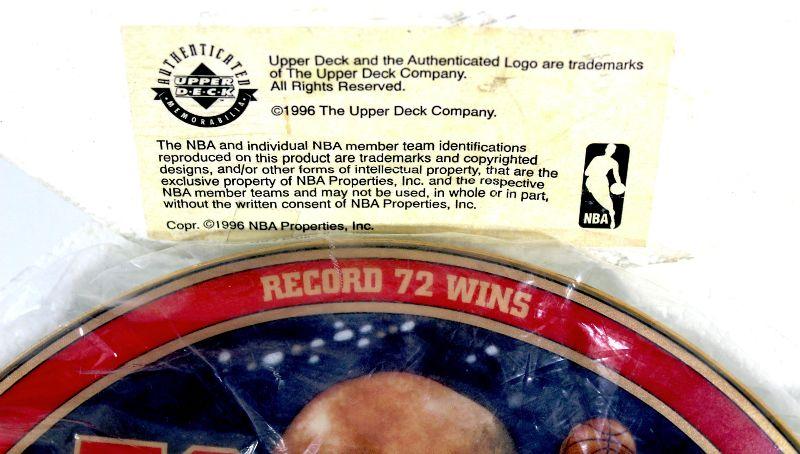 AUTHENTICATED
UPPER
D·E·C·K
MEMORABILIA
Upper Deck and the Authenticated Logo are trademarks
of The Upper Deck Company.
All Rights Reserved.
©1996 The Upper Deck Company.
The NBA and individual NBA member team identifications
reproduced on this product are trademarks and copyrighted
designs, and/or other forms of intellectual property, that are the
exclusive property of NBA Properties, Inc. and the respective
NBA member teams and may not be used, in whole or in part,
without the written consent of NBA Properties, Inc.
Copr. ©1996 NBA Properties, Inc.
NBA
RECORD 72 WINS